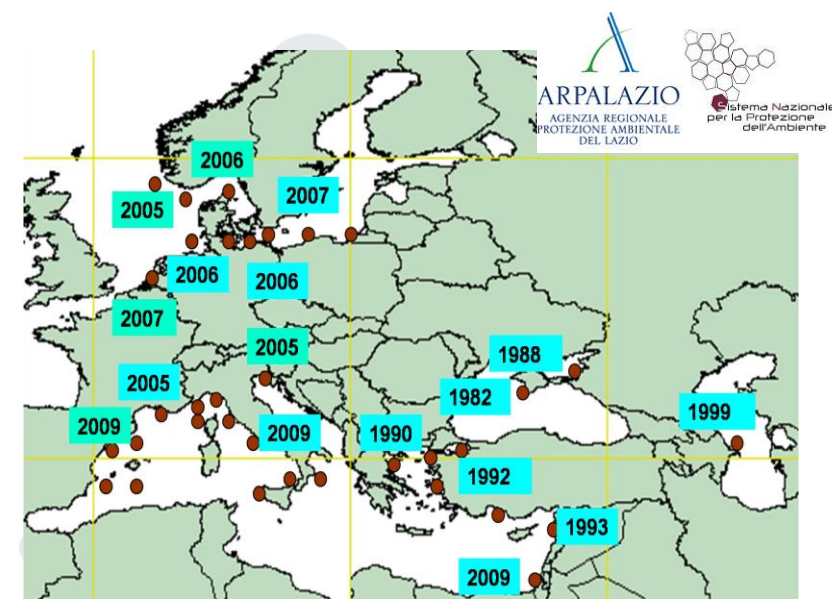 ARPALAZIO
AGENZIA REGIONALE
PROTEZIONE AMBIENTALE
DEL LAZIO
Sistema Nazionale
per la Protezione
dell'Ambiente
2006
2005
2007
2006
2006
2007
2005
1988
2005
1982
1999
2009
2009
1990
1992
1993
2009